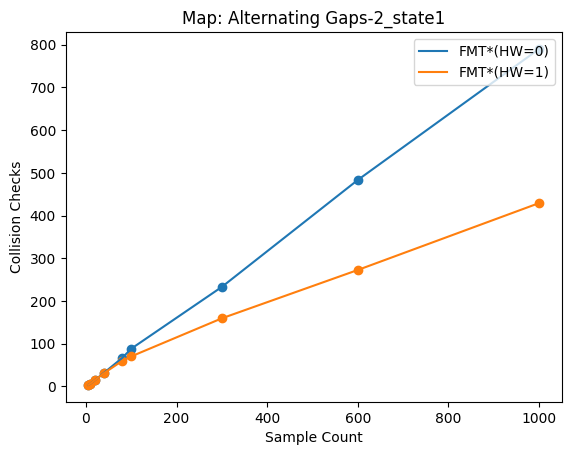 Map: Alternating Gaps-2_state1
FMT*(HW=0)
FMT*(HW=1)
Collision Checks
800
700
600
500
400
300
200
100
0
0 200 400 600 800 1000
Sample Count